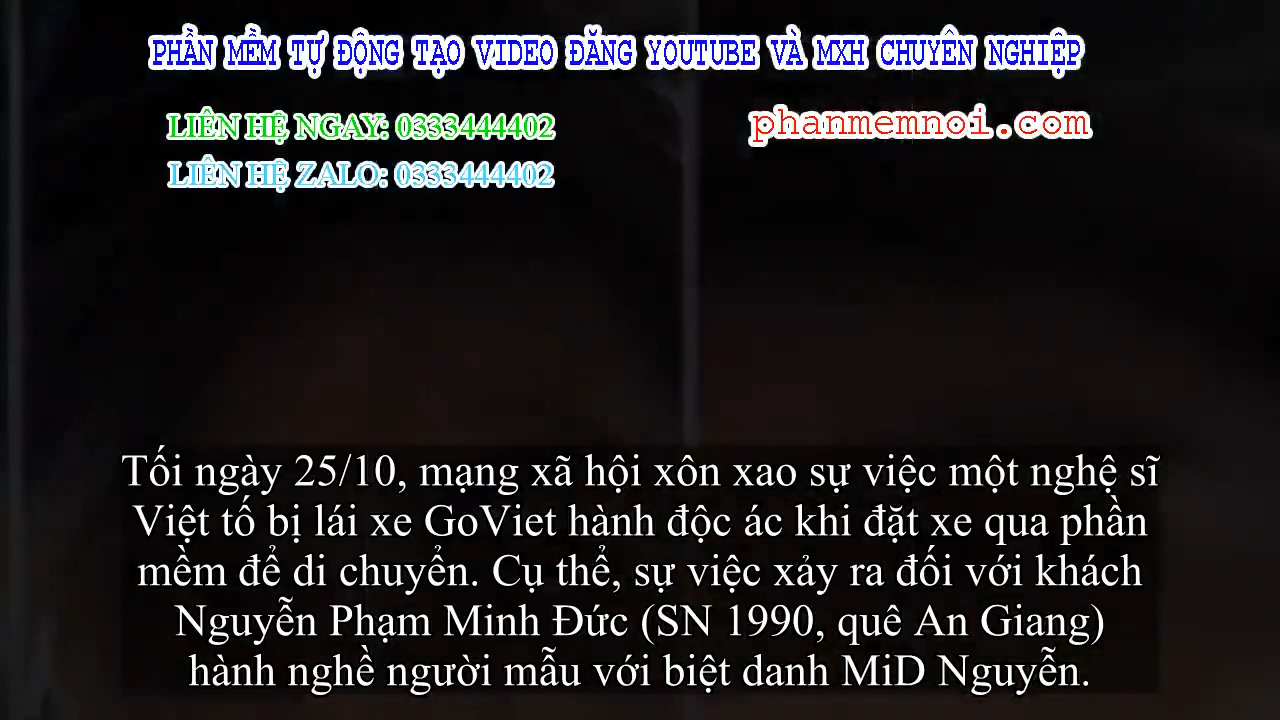 PHẦN MỀM TỰ ĐỘNG TẠO VIDEO ĐĂNG YOUTUBE VÀ MXH CHUYÊN NGHIỆP
LIÊN HỆ NGAY: 0333444402
phanmemnoi.com
LIÊN HỆ ZALO: 0333444402
Tối ngày 25/10, mạng xã hội xôn xao sự việc một nghệ sĩ
Việt tố bị lái xe GoViet hành độc ác khi đặt xe qua phần
mềm để di chuyển. Cụ thể, sự việc xảy ra đối với khách
Nguyễn Phạm Minh Đức (SN 1990, quê An Giang)
hành nghề người mẫu với biệt danh MiD Nguyễn.